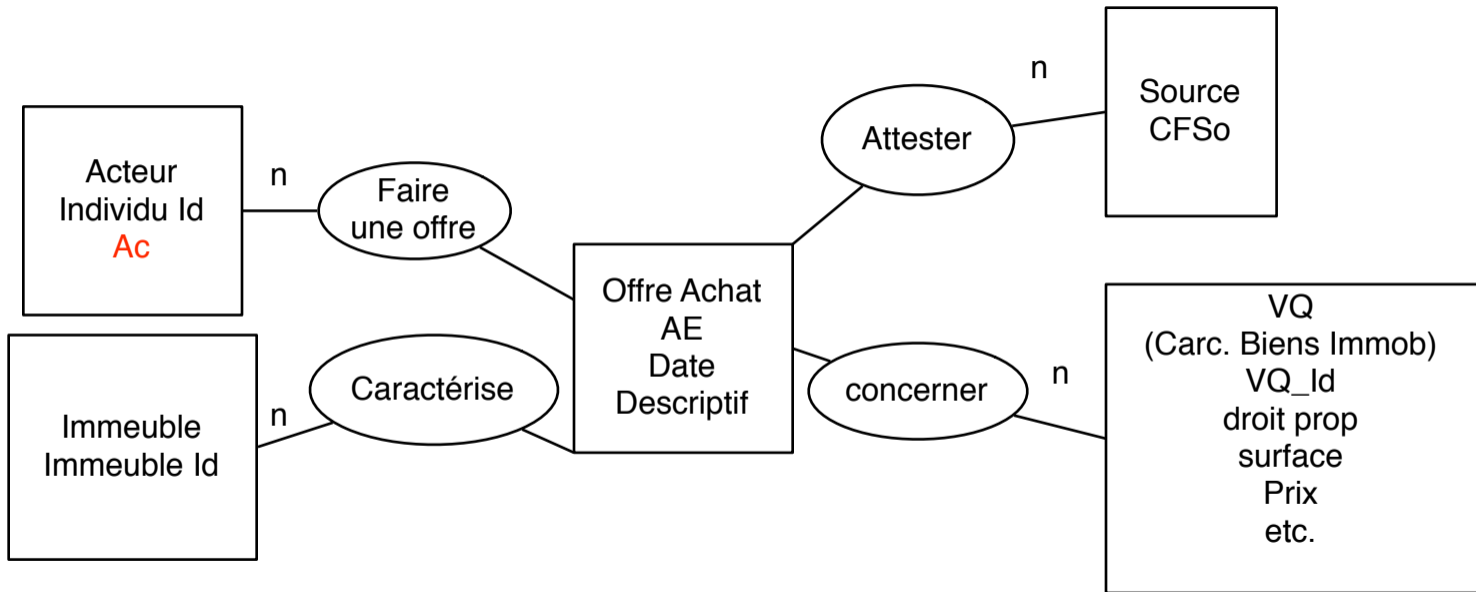 Acteur
Individu Id
Ac
n
Faire
une offre
Immeuble
Immeuble Id
n
Caractérise
Offre Achat
AE
Date
Descriptif
Attester
n
Source
CFSo
concerner
n
VQ
(Carc. Biens Immob)
VQ_Id
droit prop
surface
Prix
etc.